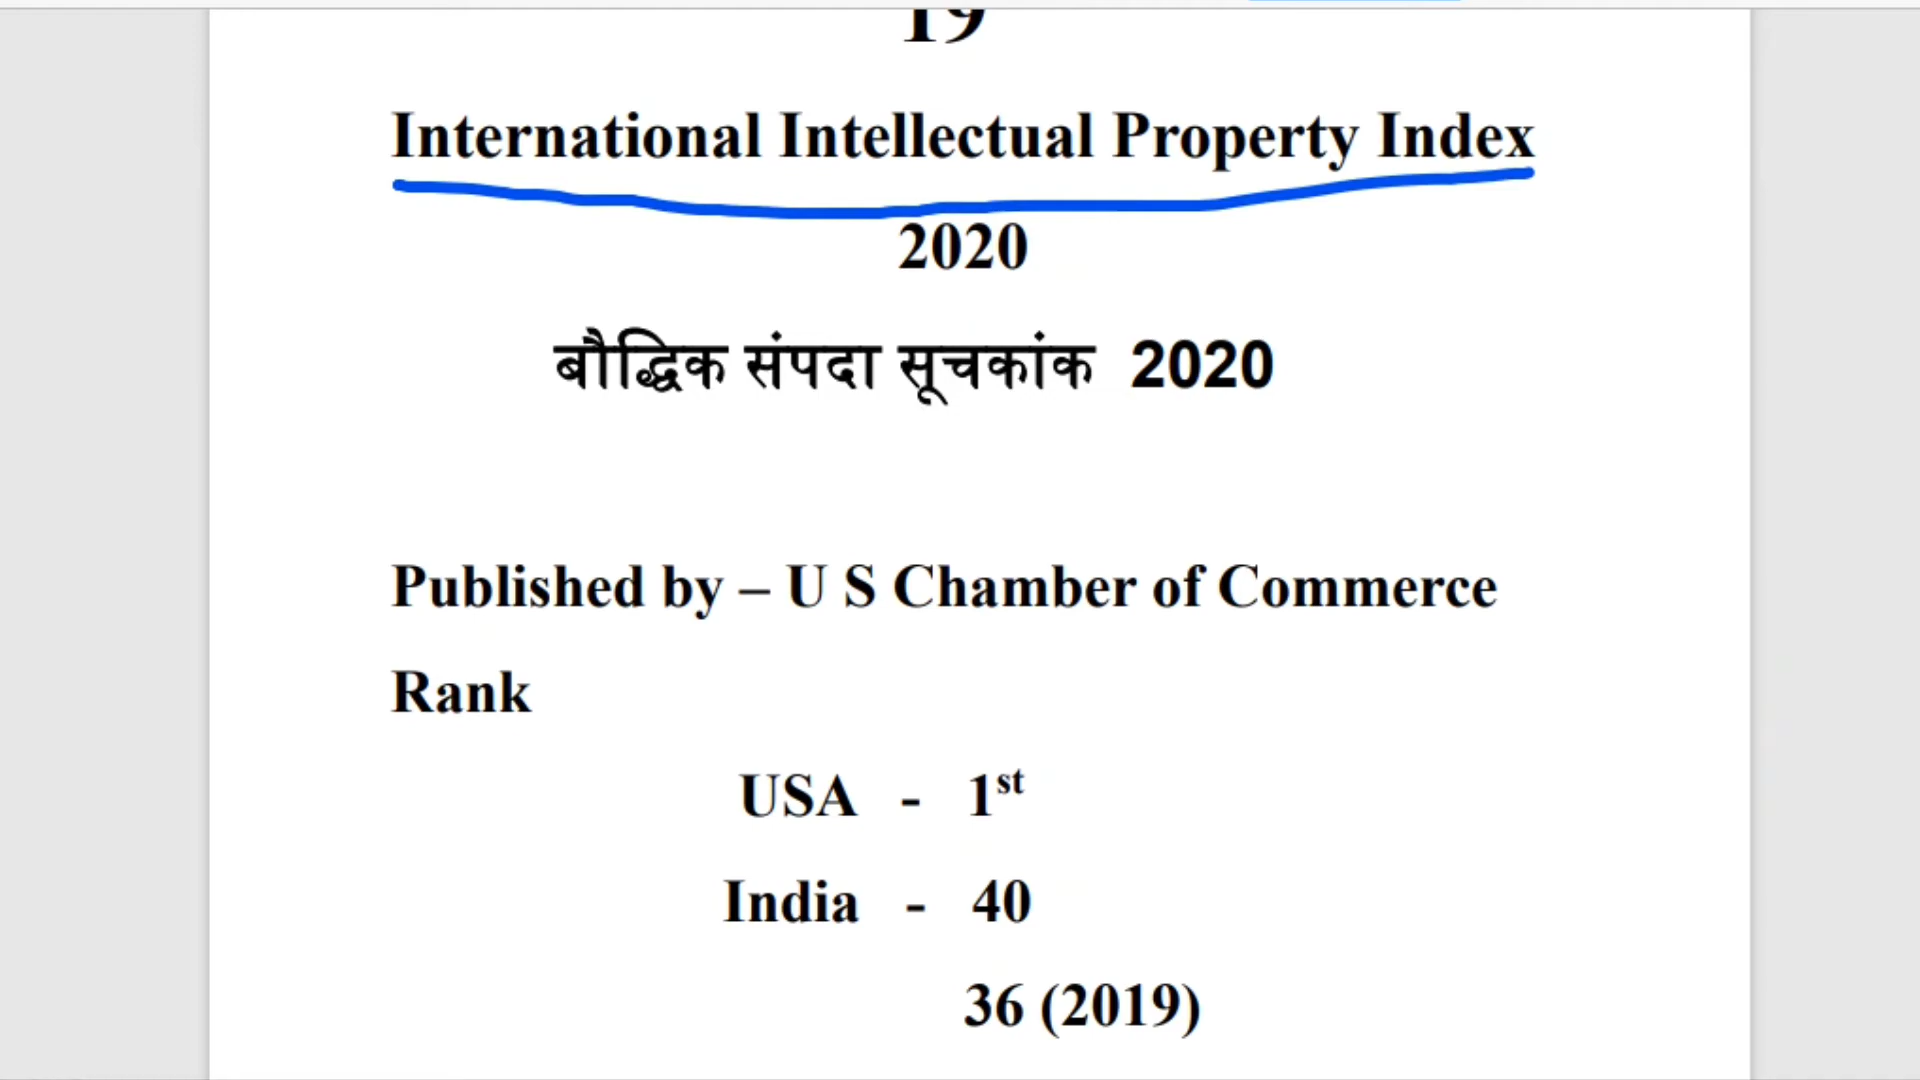 19
International Intellectual Property Index
2020
बौद्धिक संपदा सूचकांक 2020
Published by – U S Chamber of Commerce
Rank
USA - 1st
India - 40
36 (2019)